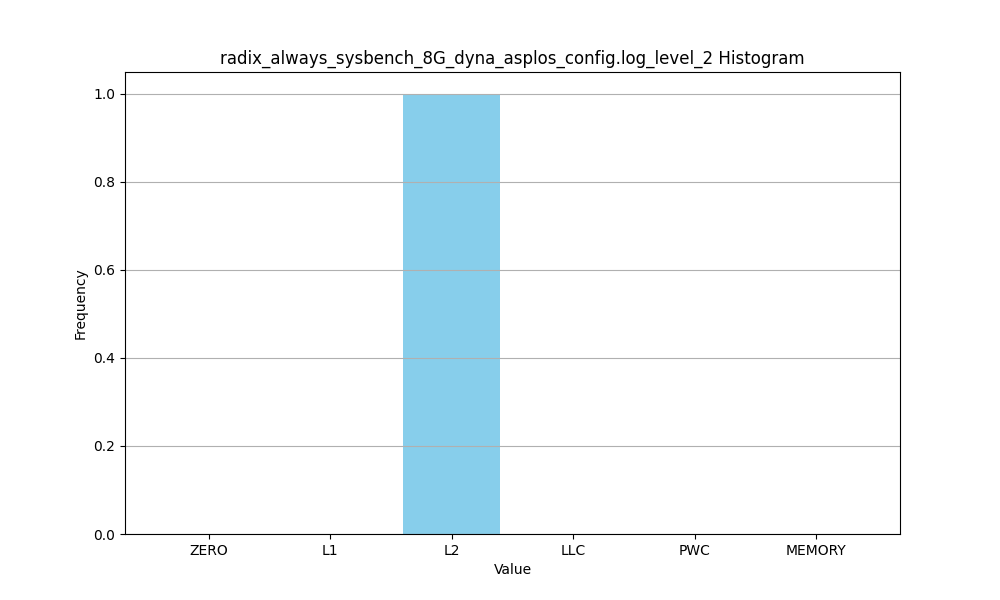 radix_always_sysbench_8G_dyna_asplos_config.log_level_2 Histogram
1.0
0.8
0.6
0.4
0.2
0.0
Frequency
ZERO L1 L2 LLC PWC MEMORY
Value